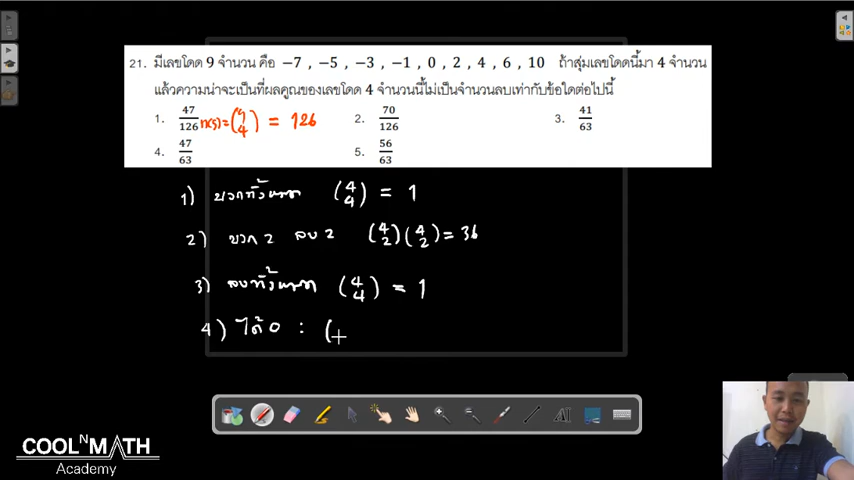 21. มีเลขโดด 9 จำนวน คือ −7 , −5 , −3 , −1 , 0 , 2 , 4 , 6 , 10 ถ้าสุ่มเลขโดดนี้มา 4 จำนวน
แล้วความน่าจะเป็นที่ผลคูณของเลขโดด 4 จำนวนนี้ไม่เป็นจำนวนลบเท่ากับข้อใดต่อไปนี้
1. 47/126 n(s)=(9 4) = 126 2. 70/126 3. 41/63
4. 47/63 5. 56/63
1) บวกทั้งหมด (4 4) = 1
2) บวก 2 ลบ 2 (4 2)(4 2) = 36
3) ลบทั้งหมด (4 4) = 1
4) ได้ 0 : (
COOL N MATH
Academy